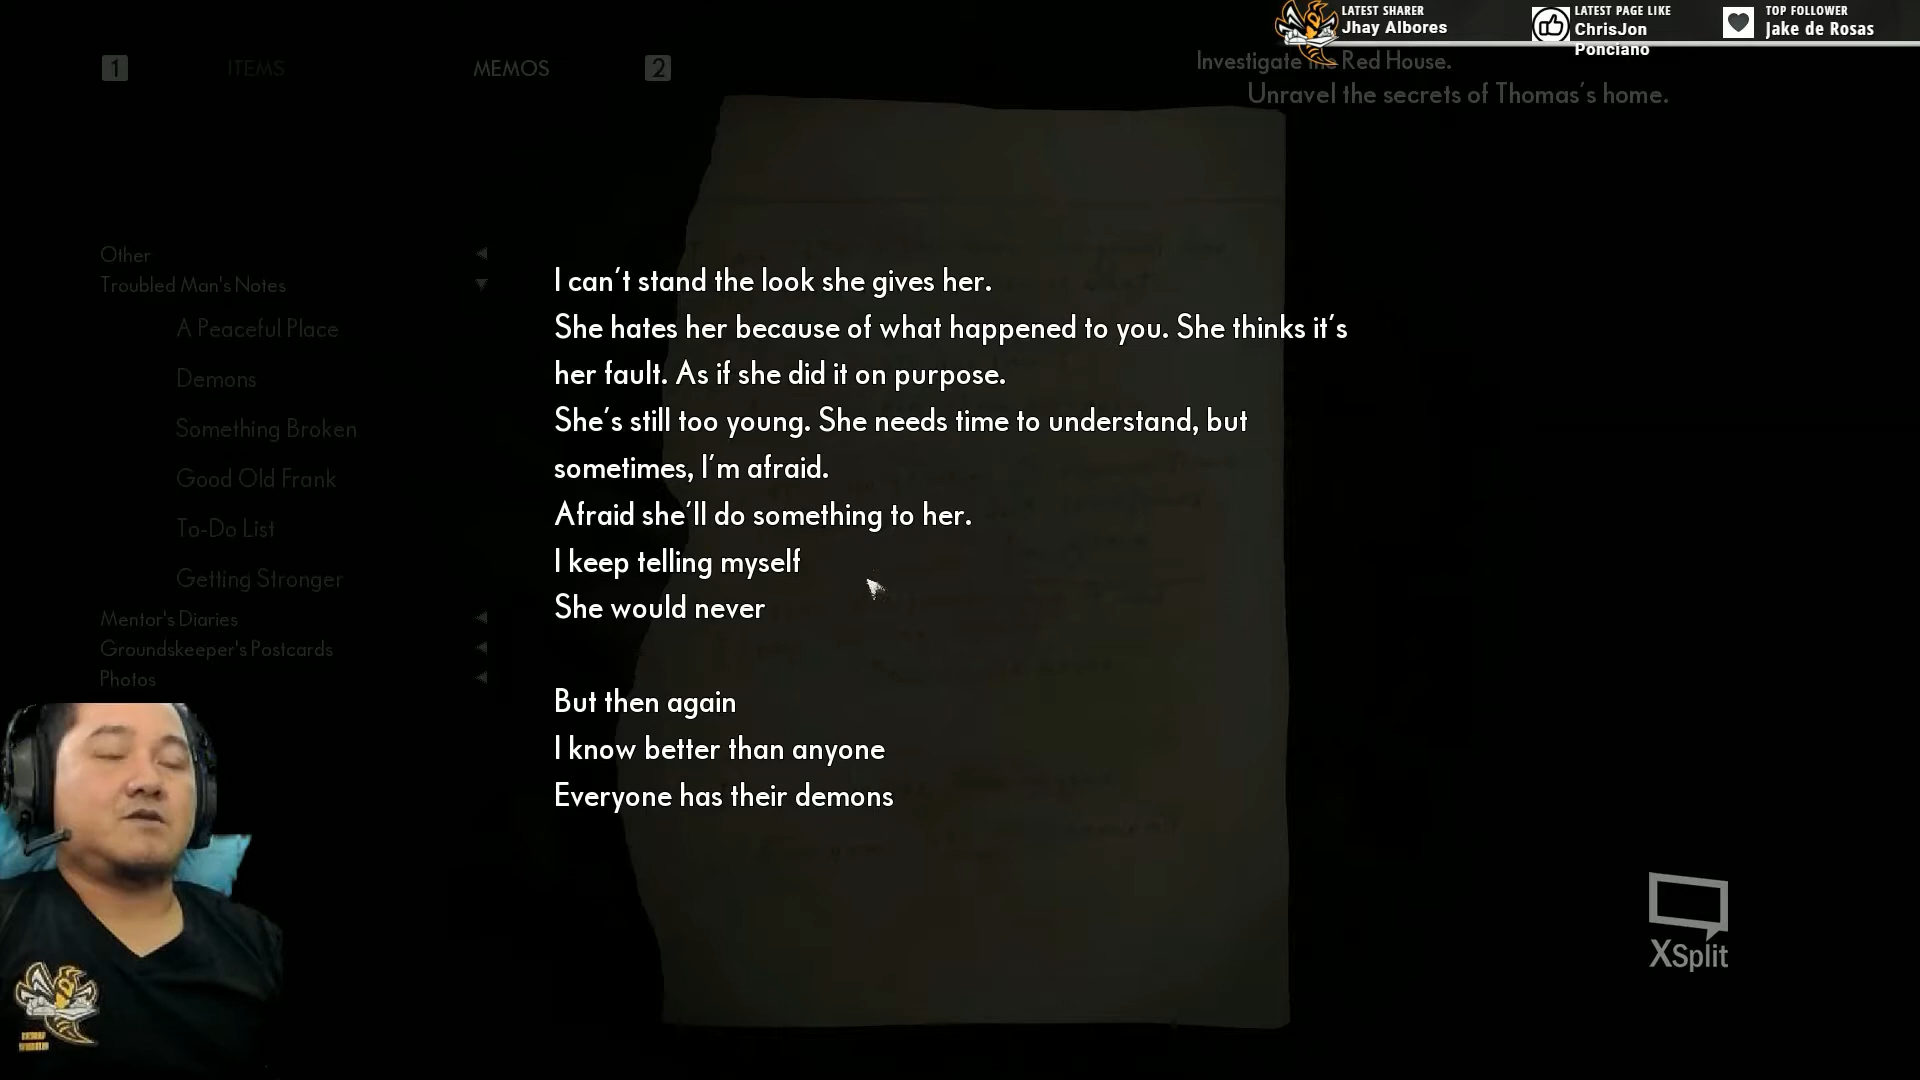 LATEST SHARER
Jhay Albores
LATEST PAGE LIKE
ChrisJon
Ponciano
TOP FOLLOWER
Jake de Rosas
1
ITEMS
MEMOS
2
Investigate the Red House.
Unravel the secrets of Thomas's home.
Other
Troubled Man's Notes
A Peaceful Place
Demons
Something Broken
Good Old Frank
To-Do List
Getting Stronger
Mentor's Diaries
Groundskeeper's Postcards
Photos
I can't stand the look she gives her.
She hates her because of what happened to you. She thinks it's
her fault. As if she did it on purpose.
She's still too young. She needs time to understand, but
sometimes, I'm afraid.
Afraid she'll do something to her.
I keep telling myself
She would never
But then again
I know better than anyone
Everyone has their demons
XSplit